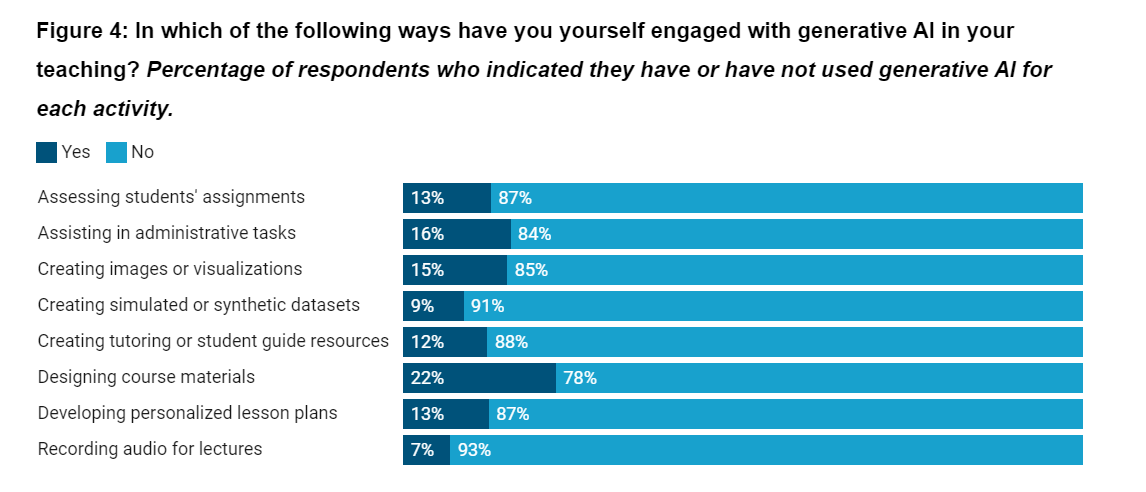 Figure 4: In which of the following ways have you yourself engaged with generative AI in your
teaching? Percentage of respondents who indicated they have or have not used generative AI for
each activity.
Yes No
Assessing students' assignments 13% 87%
Assisting in administrative tasks 16% 84%
Creating images or visualizations 15% 85%
Creating simulated or synthetic datasets 9% 91%
Creating tutoring or student guide resources 12% 88%
Designing course materials 22% 78%
Developing personalized lesson plans 13% 87%
Recording audio for lectures 7% 93%